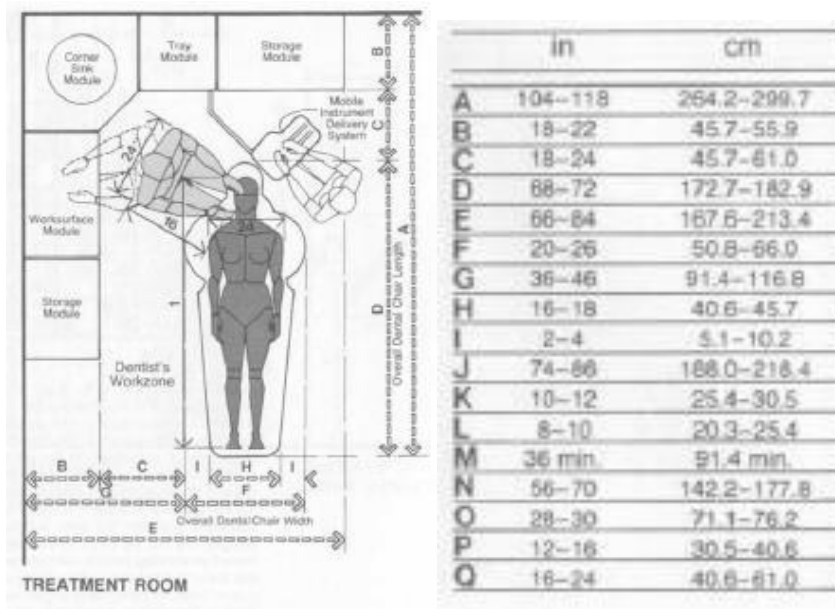 Corner
Sink
Module
Tray
Module
Storage
Module
B
A
Mobile
Instrument
Delivery
System
C
24
16
24
A
Worksurface
Module
Storage
Module
1
D
Overall Dental Chair Length
Dentist's
Workzone
B
C
I
H
I
G
F
Overall Dental Chair Width
E
TREATMENT ROOM
in cm
A 104–118 264.2–299.7
B 18–22 45.7–55.9
C 18–24 45.7–61.0
D 68–72 172.7–182.9
E 66–84 167.6–213.4
F 20–26 50.8–66.0
G 36–46 91.4–116.8
H 16–18 40.6–45.7
I 2–4 5.1–10.2
J 74–86 188.0–218.4
K 10–12 25.4–30.5
L 8–10 20.3–25.4
M 36 min. 91.4 min.
N 56–70 142.2–177.8
O 28–30 71.1–76.2
P 12–16 30.5–40.6
Q 16–24 40.6–61.0